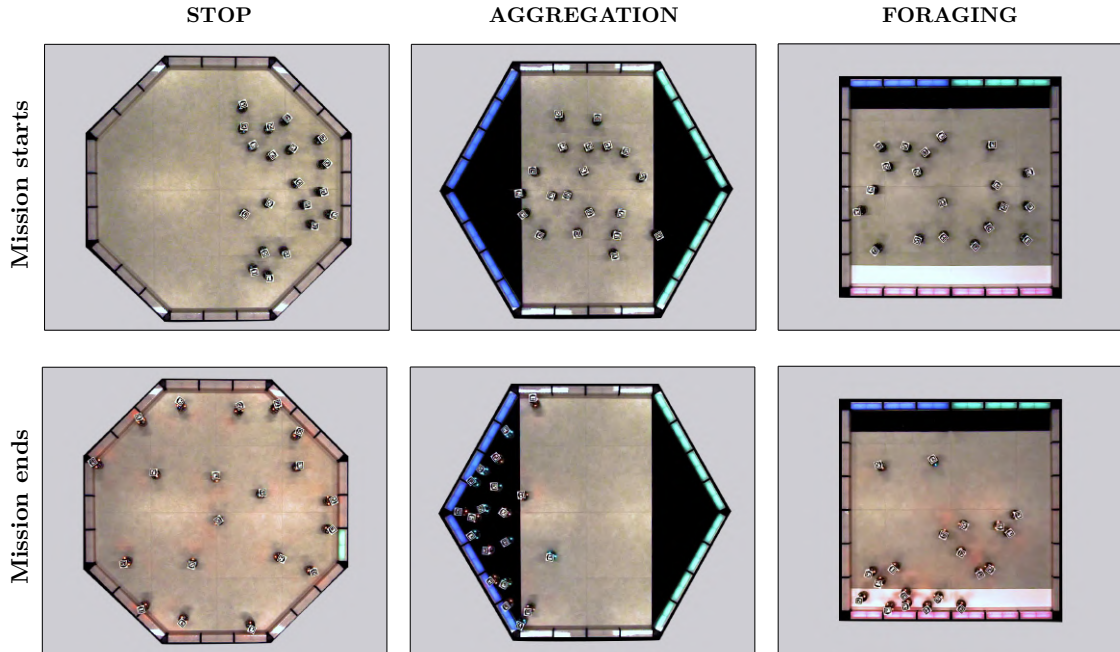 STOP
AGGREGATION
FORAGING
Mission starts
Mission ends